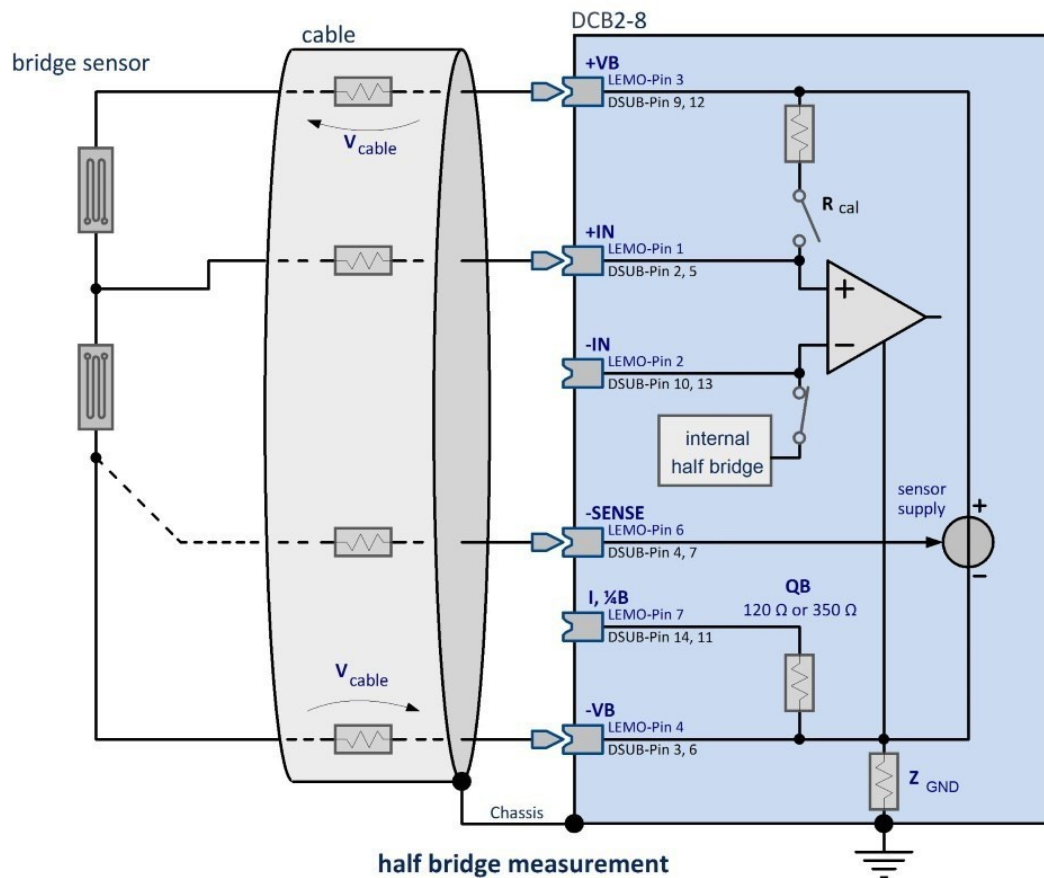 DCB2-8
cable
bridge sensor
+VB
LEMO-Pin 3
DSUB-Pin 9, 12
V cable
R cal
+IN
LEMO-Pin 1
DSUB-Pin 2, 5
+
-IN
LEMO-Pin 2
DSUB-Pin 10, 13
−
internal
half bridge
-SENSE
LEMO-Pin 6
DSUB-Pin 4, 7
sensor
supply
+
−
I, ¼B
LEMO-Pin 7
DSUB-Pin 14, 11
QB
120 Ω or 350 Ω
V cable
-VB
LEMO-Pin 4
DSUB-Pin 3, 6
Z GND
Chassis
half bridge measurement